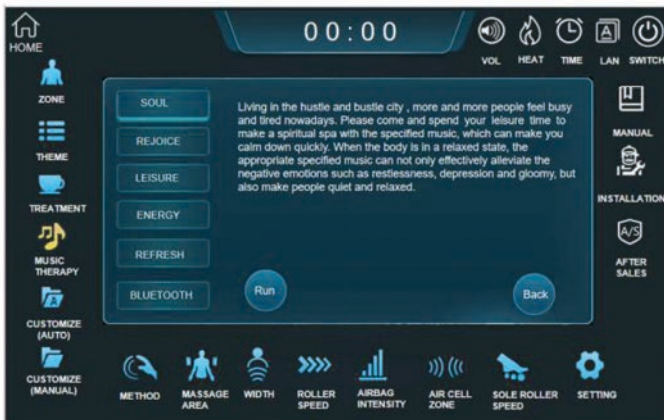 HOME
00:00
VOL
HEAT
TIME
A
LAN
SWITCH
ZONE
THEME
TREATMENT
MUSIC
THERAPY
A
CUSTOMIZE
(AUTO)
CUSTOMIZE
(MANUAL)
SOUL
REJOICE
LEISURE
ENERGY
REFRESH
BLUETOOTH
Living in the hustle and bustle city , more and more people feel busy
and tired nowadays. Please come and spend your leisure time to
make a spiritual spa with the specified music, which can make you
calm down quickly. When the body is in a relaxed state, the
appropriate specified music can not only effectively alleviate the
negative emotions such as restlessness, depression and gloomy, but
also make people quiet and relaxed.
Run
Back
MANUAL
INSTALLATION
A/S
AFTER
SALES
METHOD
MASSAGE
AREA
WIDTH
ROLLER
SPEED
AIRBAG
INTENSITY
AIR CELL
ZONE
SOLE ROLLER
SPEED
SETTING